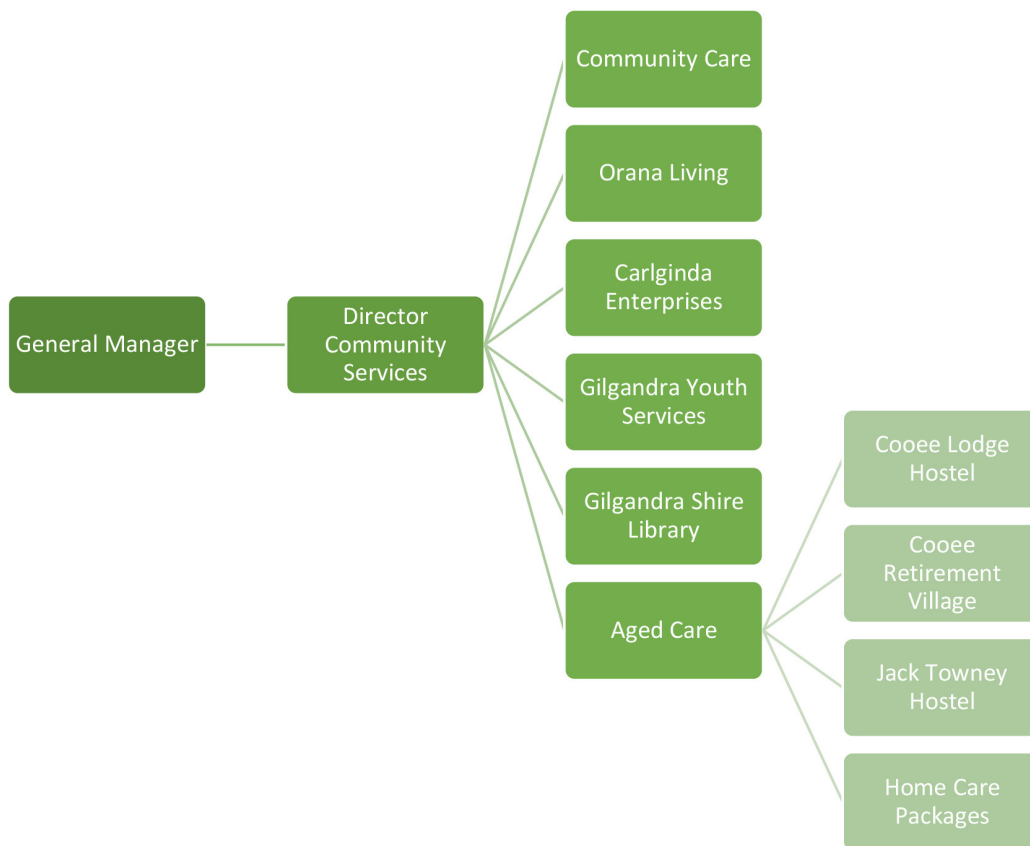 General Manager
Director
Community
Services
Community Care
Orana Living
Carlginda
Enterprises
Gilgandra Youth
Services
Gilgandra Shire
Library
Aged Care
Cooee Lodge
Hostel
Cooee
Retirement
Village
Jack Towney
Hostel
Home Care
Packages